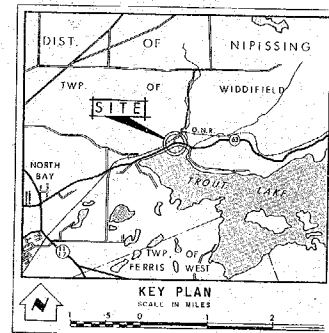 DIST. OF NIPISSING
TWP. OF WIDDIFIELD
SITE
O.N.R.
63
NORTH BAY
TROUT LAKE
TWP. OF
FERRIS WEST
N
KEY PLAN
SCALE IN MILES
1 .5 0 1 2